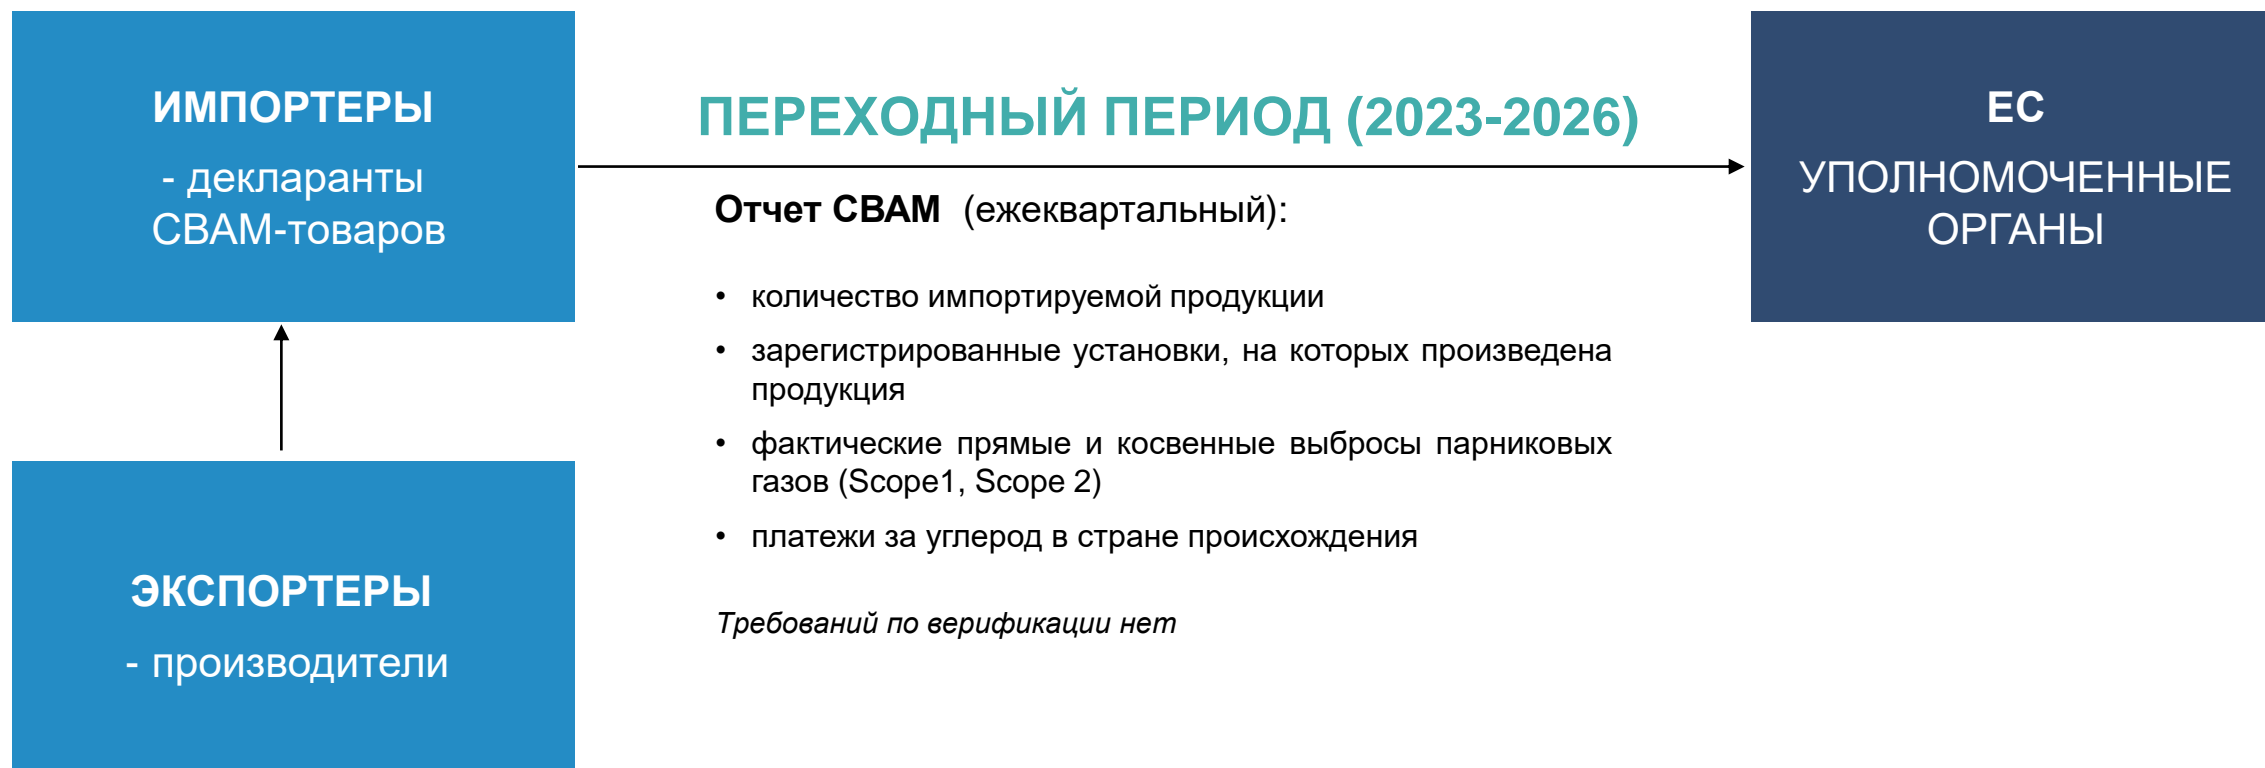 ИМПОРТЕРЫ
- декларанты
СВАМ-товаров
ЭКСПОРТЕРЫ
- производители
ПЕРЕХОДНЫЙ ПЕРИОД (2023-2026)
Отчет СВАМ (ежеквартальный):
• количество импортируемой продукции
• зарегистрированные установки, на которых произведена
продукция
• фактические прямые и косвенные выбросы парниковых
газов (Scope1, Scope 2)
• платежи за углерод в стране происхождения
Требований по верификации нет
ЕС
УПОЛНОМОЧЕННЫЕ
ОРГАНЫ